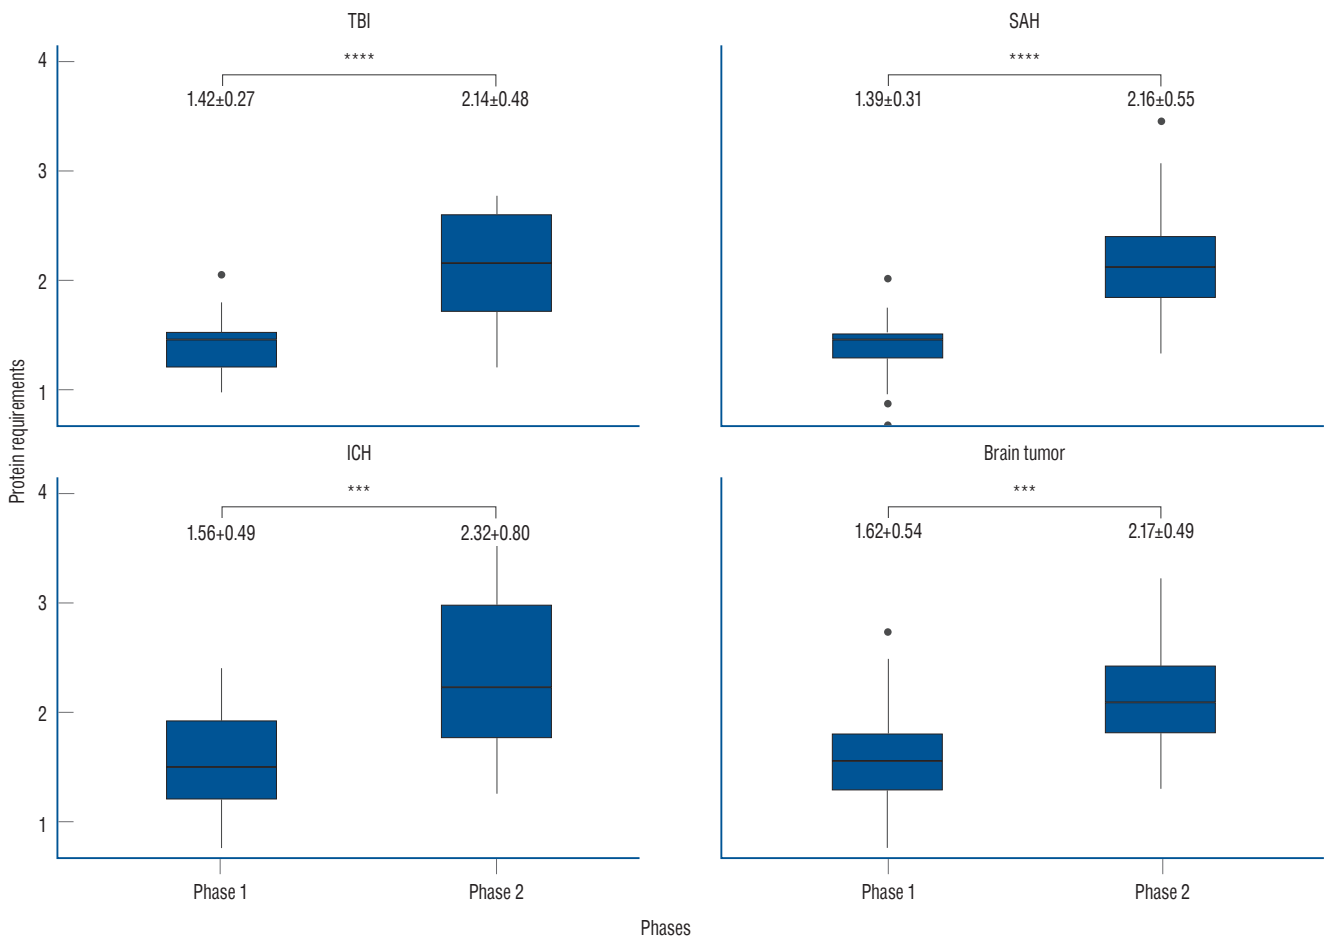 TBI
****
1.42±0.27
2.14±0.48
SAH
****
1.39±0.31
2.16±0.55
4
3
2
1
Protein requirements
ICH
***
1.56+0.49
2.32+0.80
Brain tumor
***
1.62+0.54
2.17±0.49
4
3
2
1
Phase 1
Phase 2
Phase 1
Phase 2
Phases